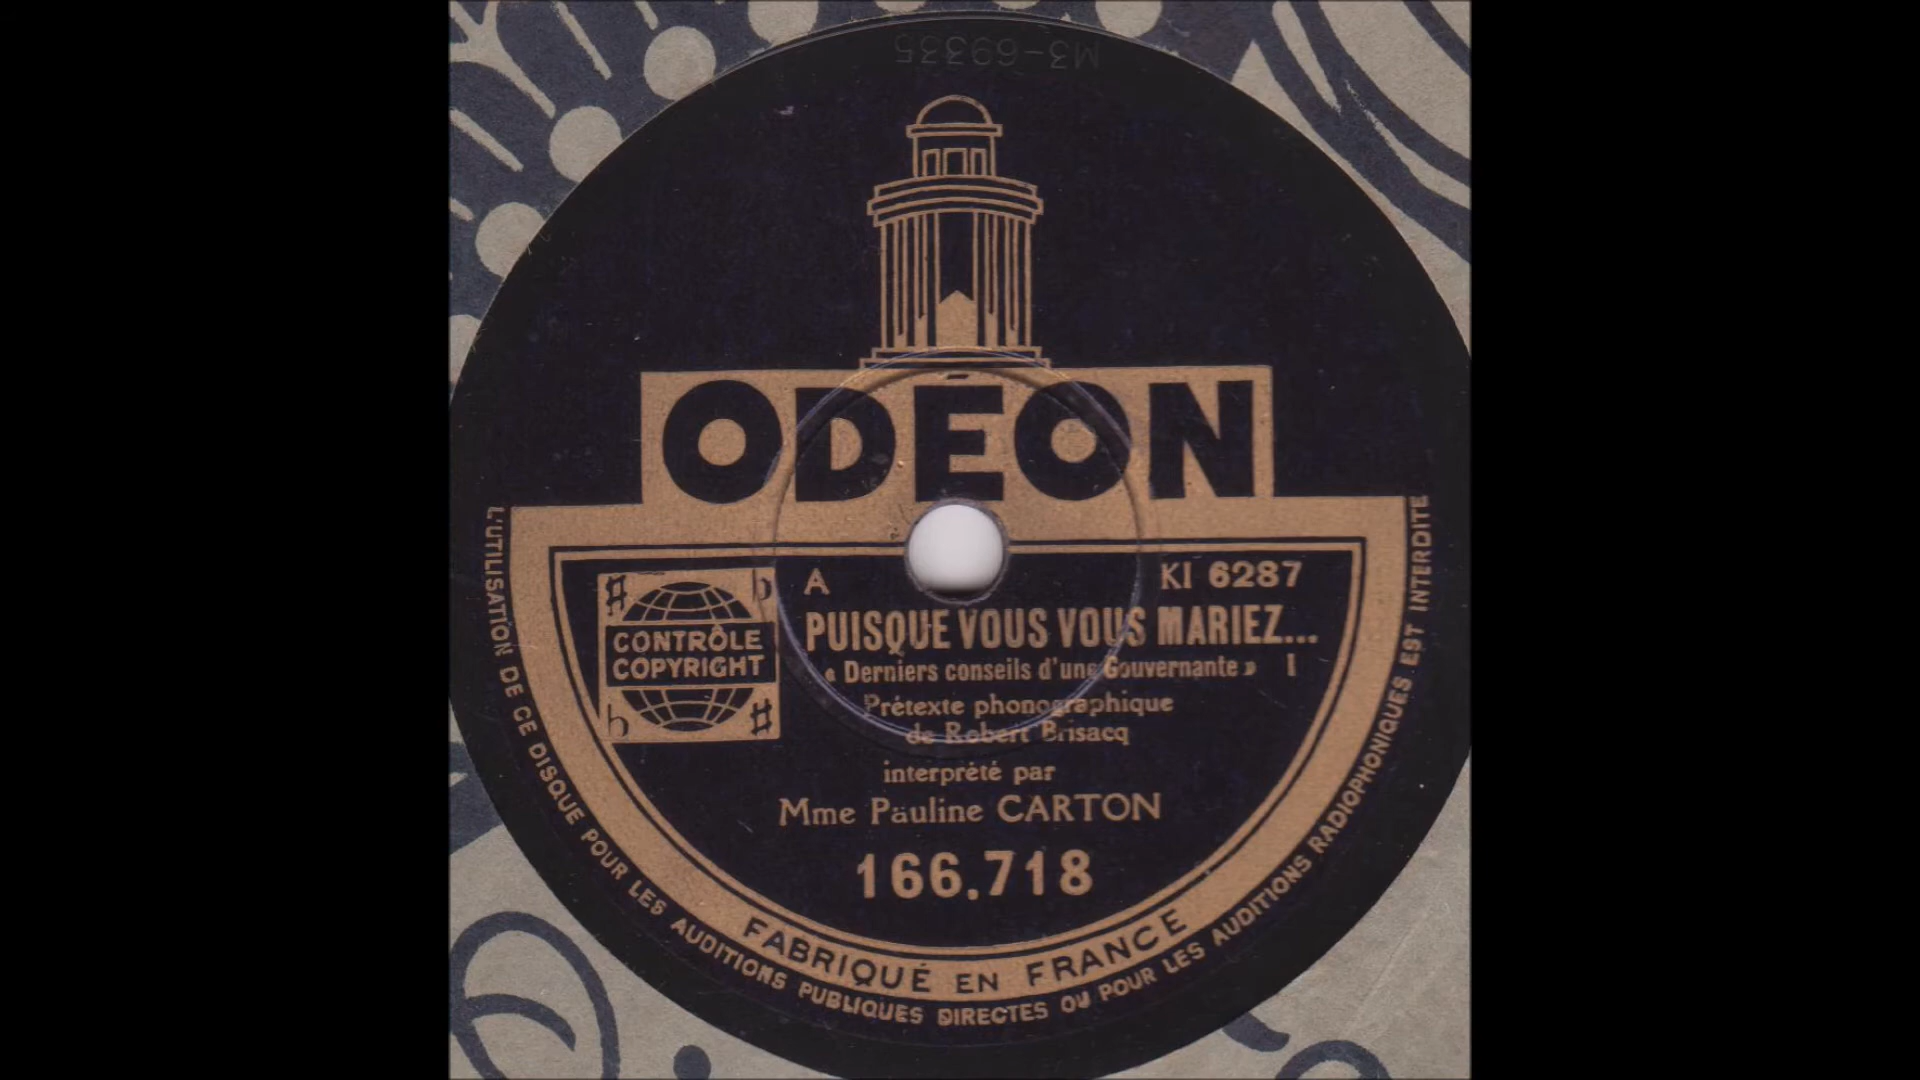 M3-69335
ODÉON
A
KI 6287
CONTRÔLE
COPYRIGHT
PUISQUE VOUS VOUS MARIEZ...
« Derniers conseils d'une Gouvernante » I
Prétexte phonographique
de Robert Brisacq
interprété par
Mme Pauline CARTON
166.718
FABRIQUÉ EN FRANCE
L'UTILISATION DE CE DISQUE POUR LES AUDITIONS PUBLIQUES DIRECTES OU POUR LES AUDITIONS RADIOPHONIQUES EST INTERDITE